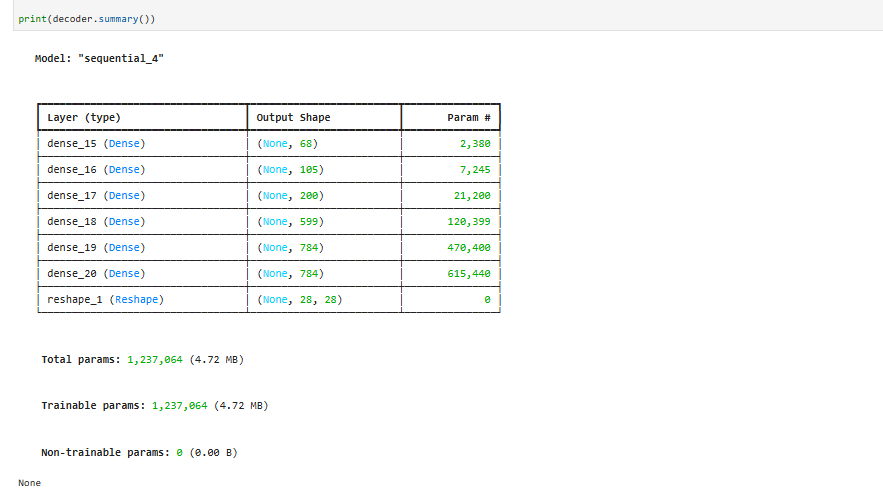 print(decoder.summary())
Model: "sequential_4"
Layer (type) Output Shape Param #
dense_15 (Dense) (None, 68) 2,380
dense_16 (Dense) (None, 105) 7,245
dense_17 (Dense) (None, 200) 21,200
dense_18 (Dense) (None, 599) 120,399
dense_19 (Dense) (None, 784) 470,400
dense_20 (Dense) (None, 784) 615,440
reshape_1 (Reshape) (None, 28, 28) 0
Total params: 1,237,064 (4.72 MB)
Trainable params: 1,237,064 (4.72 MB)
Non-trainable params: 0 (0.00 B)
None